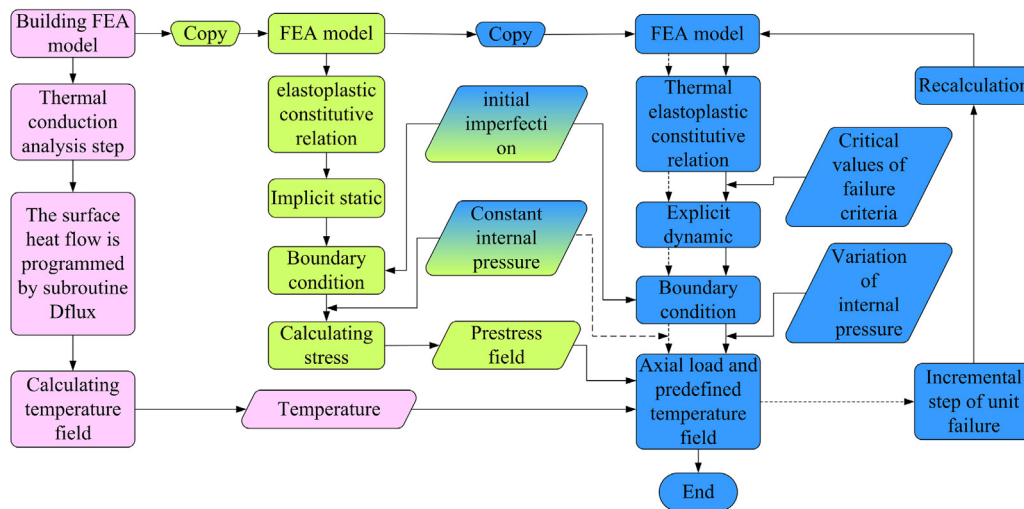 Building FEA
model
Copy
FEA model
Copy
FEA model
Thermal
conduction
analysis step
elastoplastic
constitutive
relation
initial
imperfecti
on
Thermal
elastoplastic
constitutive
relation
Recalculation
Critical
values of
failure
criteria
The surface
heat flow is
programmed
by subroutine
Dflux
Implicit static
Constant
internal
pressure
Explicit
dynamic
Boundary
condition
Boundary
condition
Variation
of
internal
pressure
Calculating
stress
Prestress
field
Axial load and
predefined
temperature
field
Calculating
temperature
field
Temperature
Incremental
step of unit
failure
End